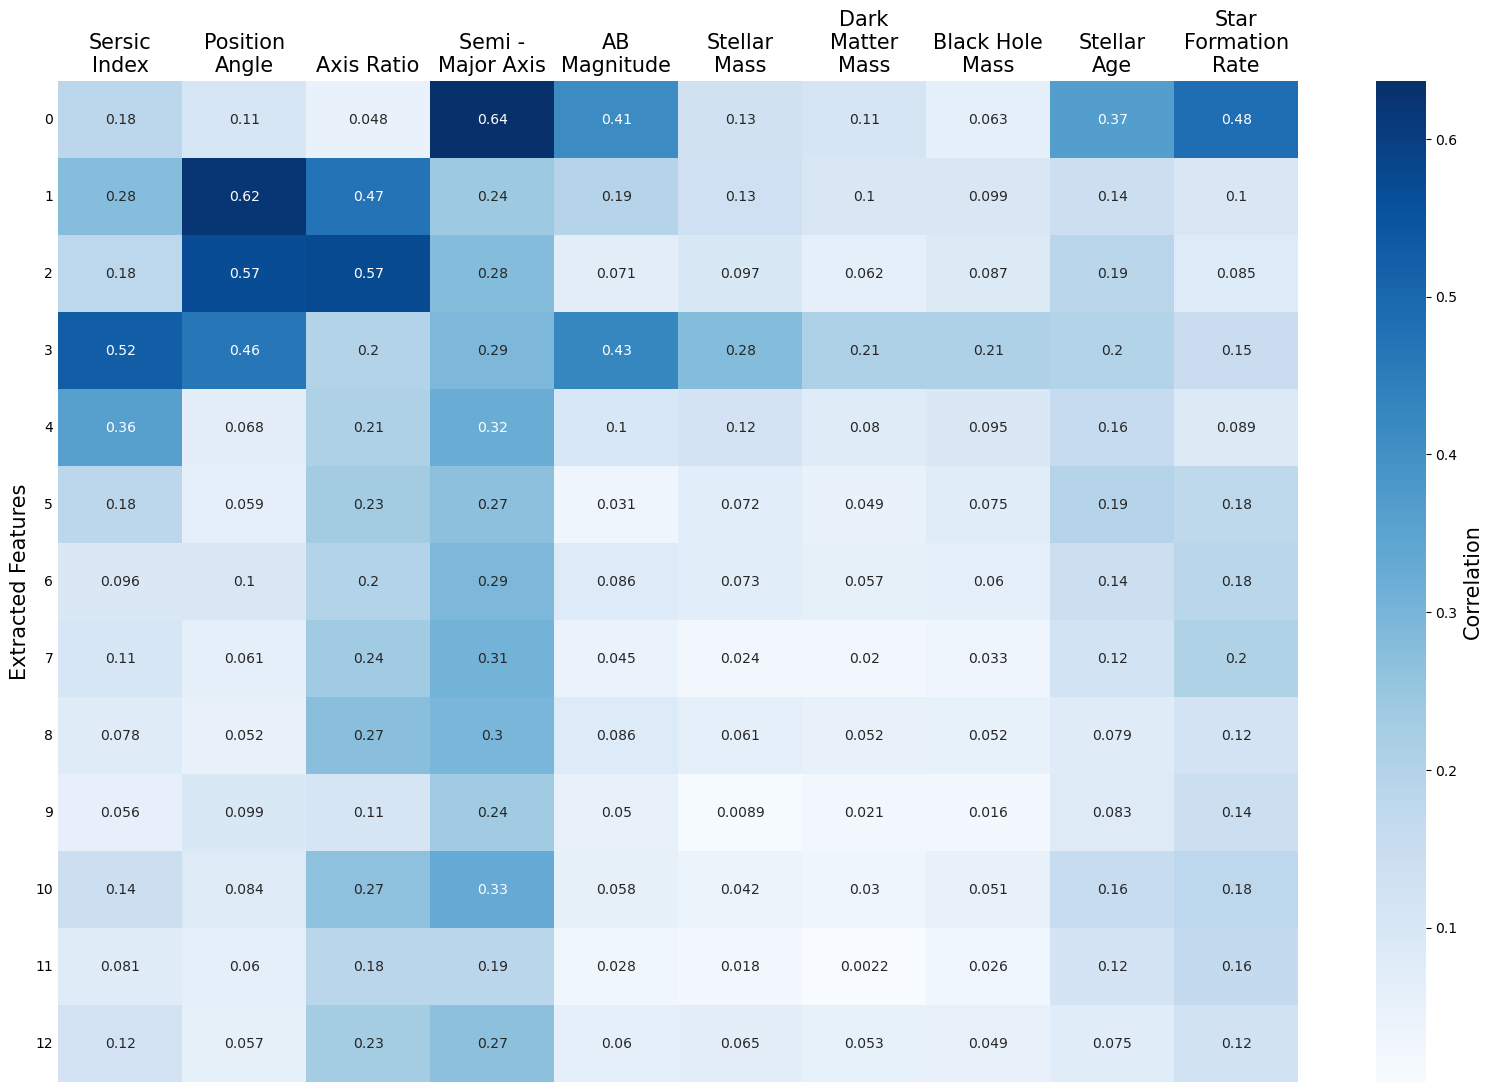 Sersic Index
Position Angle
Axis Ratio
Semi - Major Axis
AB Magnitude
Stellar Mass
Dark Matter Mass
Black Hole Mass
Stellar Age
Star Formation Rate
0 0.18 0.11 0.048 0.64 0.41 0.13 0.11 0.063 0.37 0.48
1 0.28 0.62 0.47 0.24 0.19 0.13 0.1 0.099 0.14 0.1
2 0.18 0.57 0.57 0.28 0.071 0.097 0.062 0.087 0.19 0.085
3 0.52 0.46 0.2 0.29 0.43 0.28 0.21 0.21 0.2 0.15
4 0.36 0.068 0.21 0.32 0.1 0.12 0.08 0.095 0.16 0.089
5 0.18 0.059 0.23 0.27 0.031 0.072 0.049 0.075 0.19 0.18
6 0.096 0.1 0.2 0.29 0.086 0.073 0.057 0.06 0.14 0.18
7 0.11 0.061 0.24 0.31 0.045 0.024 0.02 0.033 0.12 0.2
8 0.078 0.052 0.27 0.3 0.086 0.061 0.052 0.052 0.079 0.12
9 0.056 0.099 0.11 0.24 0.05 0.0089 0.021 0.016 0.083 0.14
10 0.14 0.084 0.27 0.33 0.058 0.042 0.03 0.051 0.16 0.18
11 0.081 0.06 0.18 0.19 0.028 0.018 0.0022 0.026 0.12 0.16
12 0.12 0.057 0.23 0.27 0.06 0.065 0.053 0.049 0.075 0.12
Extracted Features
0.6
0.5
0.4
0.3
0.2
0.1
Correlation